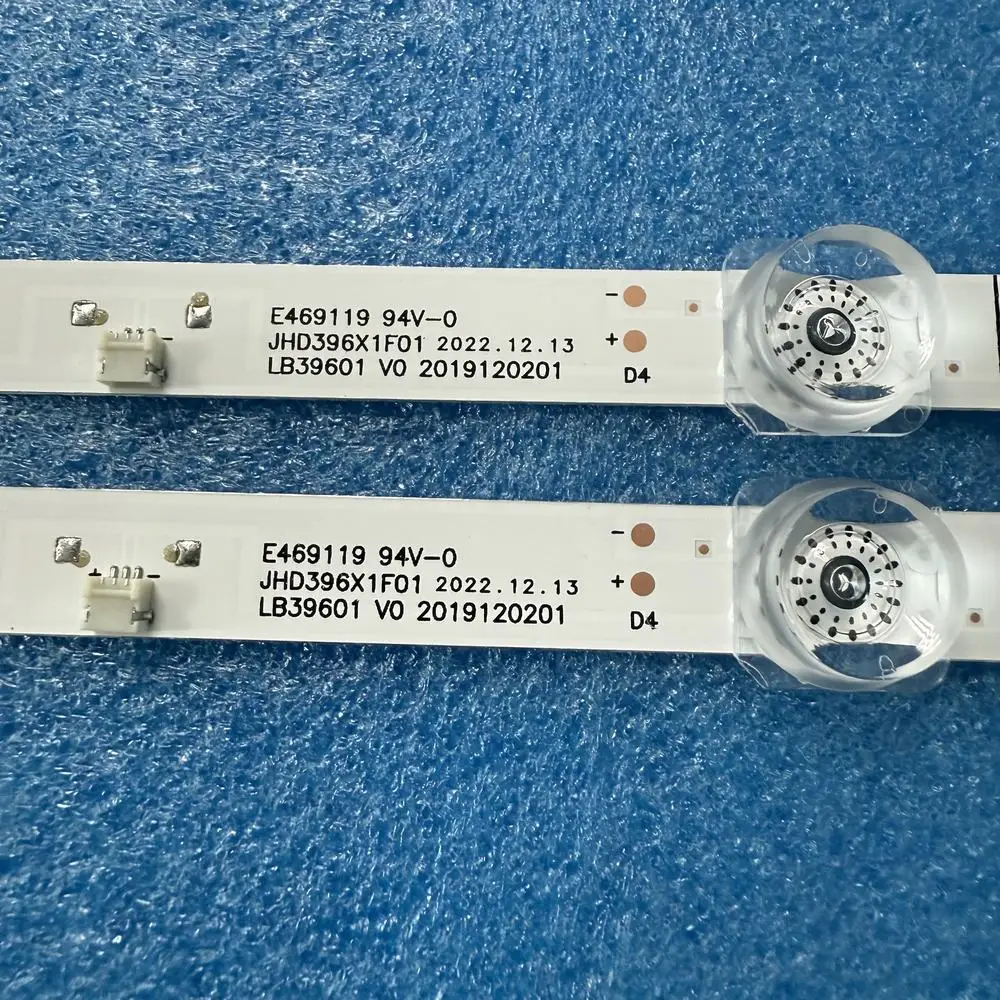 E469119 94V-0
JHD396X1F01 2022.12.13
LB39601 V0 2019120201
-
+
D4
-
E469119 94V-0
JHD396X1F01 2022.12.13
LB39601 V0 2019120201
+ -
-
+
D4